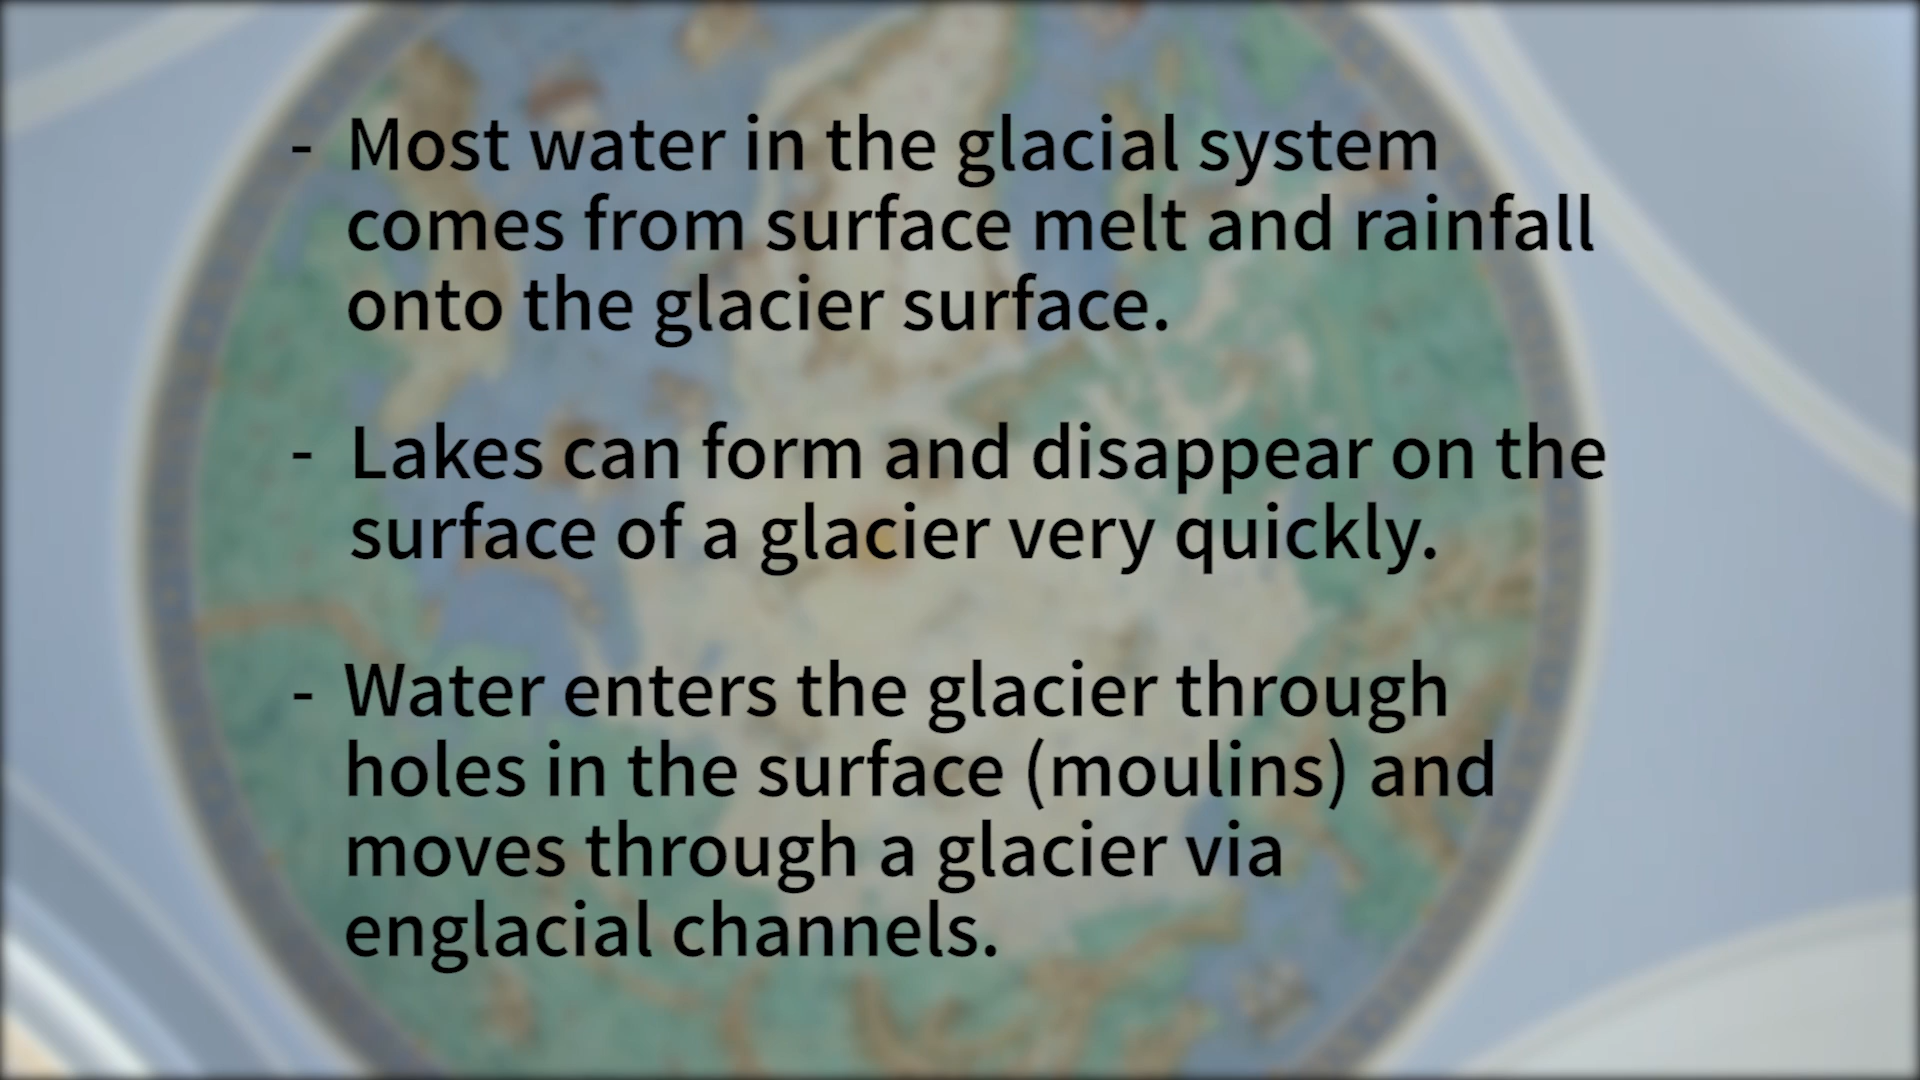 - Most water in the glacial system
comes from surface melt and rainfall
onto the glacier surface.
- Lakes can form and disappear on the
surface of a glacier very quickly.
- Water enters the glacier through
holes in the surface (moulins) and
moves through a glacier via
englacial channels.